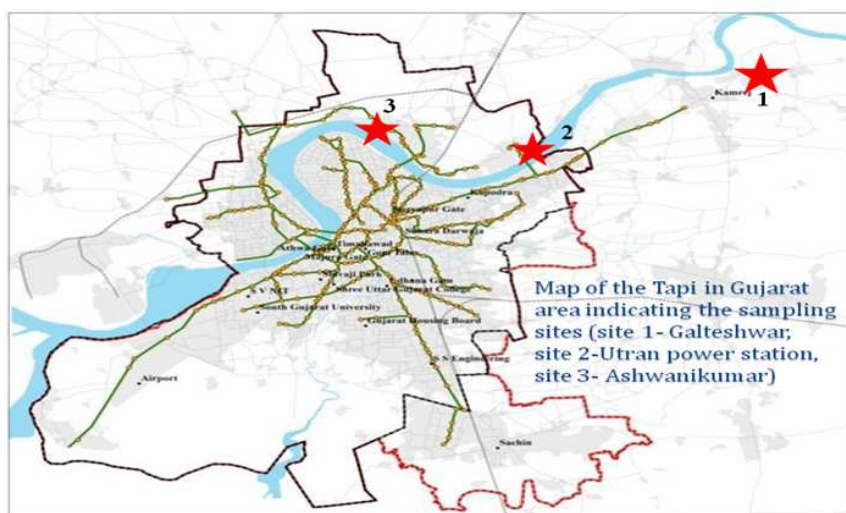 3
Kamrej
1
2
Kapodra
Gate
Darwaja
Athwa Gate
Majura Gate
Shivaji Park
Udhana Gam
S V NIT
Shree Uttar Gujarat College
South Gujarat University
Gujarat Housing Board
S N Engineering
Airport
Sachin
Map of the Tapi in Gujarat
area indicating the sampling
sites (site 1- Galteshwar,
site 2-Utran power station,
site 3- Ashwanikumar)